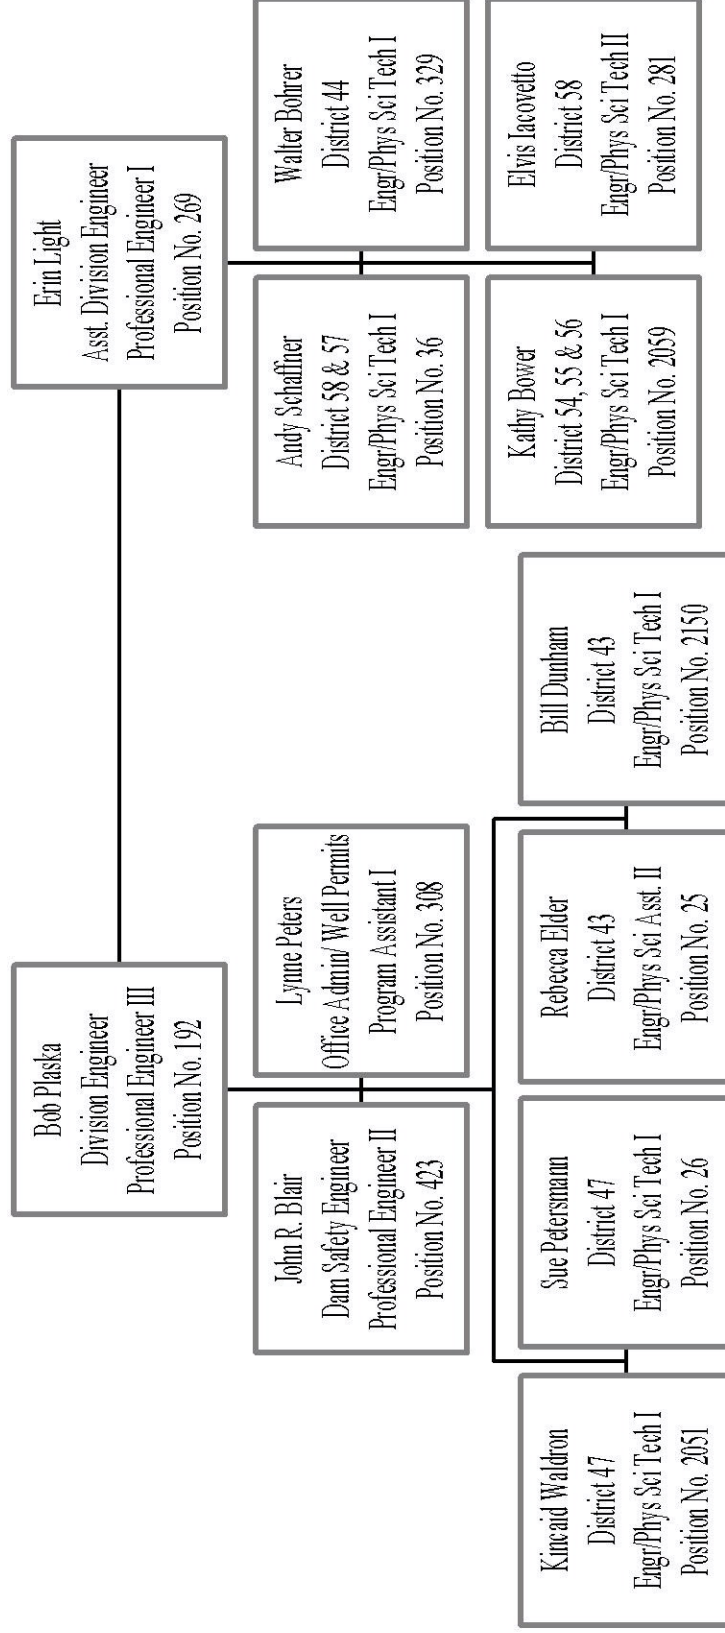 Bob Plaska
Division Engineer
Professional Engineer III
Position No. 192
Erin Light
Asst. Division Engineer
Professional Engineer I
Position No. 269
John R. Blair
Dam Safety Engineer
Professional Engineer II
Position No. 423
Lynne Peters
Office Admin/ Well Permits
Program Assistant I
Position No. 308
Andy Schaffner
District 58 & 57
Engr/Phys Sci Tech I
Position No. 36
Walter Bohrer
District 44
Engr/Phys Sci Tech I
Position No. 329
Kathy Bower
District 54, 55 & 56
Engr/Phys Sci Tech I
Position No. 2059
Elvis Iacovetto
District 58
Engr/Phys Sci Tech II
Position No. 281
Kincaid Waldron
District 47
Engr/Phys Sci Tech I
Position No. 2051
Sue Petersmann
District 47
Engr/Phys Sci Tech I
Position No. 26
Rebecca Elder
District 43
Engr/Phys Sci Asst. II
Position No. 25
Bill Dunham
District 43
Engr/Phys Sci Tech I
Position No. 2150